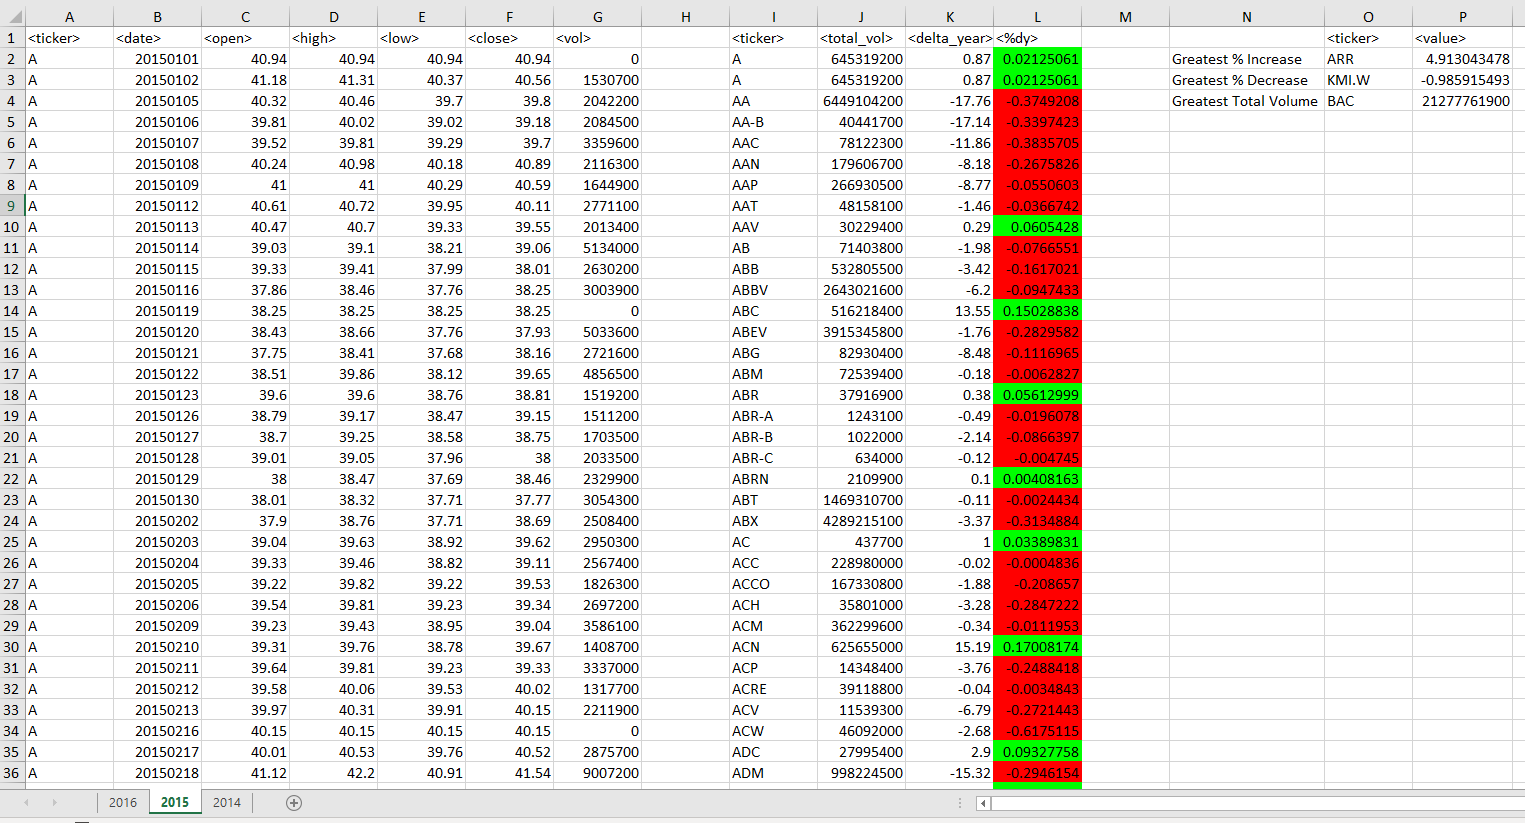 A B C D E F G H I J K L M N O P
1 <ticker> <date> <open> <high> <low> <close> <vol> <ticker> <total_vol> <delta_year> <%dy> <ticker> <value>
2 A 20150101 40.94 40.94 40.94 40.94 0 A 645319200 0.87 0.02125061 Greatest % Increase ARR 4.913043478
3 A 20150102 41.18 41.31 40.37 40.56 1530700 A 645319200 0.87 0.02125061 Greatest % Decrease KMI.W -0.985915493
4 A 20150105 40.32 40.46 39.7 39.8 2042200 AA 6449104200 -17.76 -0.3749208 Greatest Total Volume BAC 21277761900
5 A 20150106 39.81 40.02 39.02 39.18 2084500 AA-B 40441700 -17.14 -0.3397423
6 A 20150107 39.52 39.81 39.29 39.7 3359600 AAC 78122300 -11.86 -0.3835705
7 A 20150108 40.24 40.98 40.18 40.89 2116300 AAN 179606700 -8.18 -0.2675826
8 A 20150109 41 41 40.29 40.59 1644900 AAP 266930500 -8.77 -0.0550603
9 A 20150112 40.61 40.72 39.95 40.11 2771100 AAT 48158100 -1.46 -0.0366742
10 A 20150113 40.47 40.7 39.33 39.55 2013400 AAV 30229400 0.29 0.0605428
11 A 20150114 39.03 39.1 38.21 39.06 5134000 AB 71403800 -1.98 -0.0766551
12 A 20150115 39.33 39.41 37.99 38.01 2630200 ABB 532805500 -3.42 -0.1617021
13 A 20150116 37.86 38.46 37.76 38.25 3003900 ABBV 2643021600 -6.2 -0.0947433
14 A 20150119 38.25 38.25 38.25 38.25 0 ABC 516218400 13.55 0.15028838
15 A 20150120 38.43 38.66 37.76 37.93 5033600 ABEV 3915345800 -1.76 -0.2829582
16 A 20150121 37.75 38.41 37.68 38.16 2721600 ABG 82930400 -8.48 -0.1116965
17 A 20150122 38.51 39.86 38.12 39.65 4856500 ABM 72539400 -0.18 -0.0062827
18 A 20150123 39.6 39.6 38.76 38.81 1519200 ABR 37916900 0.38 0.05612999
19 A 20150126 38.79 39.17 38.47 39.15 1511200 ABR-A 1243100 -0.49 -0.0196078
20 A 20150127 38.7 39.25 38.58 38.75 1703500 ABR-B 1022000 -2.14 -0.0866397
21 A 20150128 39.01 39.05 37.96 38 2033500 ABR-C 634000 -0.12 -0.004745
22 A 20150129 38 38.47 37.69 38.46 2329900 ABRN 2109900 0.1 0.00408163
23 A 20150130 38.01 38.32 37.71 37.77 3054300 ABT 1469310700 -0.11 -0.0024434
24 A 20150202 37.9 38.76 37.71 38.69 2508400 ABX 4289215100 -3.37 -0.3134884
25 A 20150203 39.04 39.63 38.92 39.62 2950300 AC 437700 1 0.03389831
26 A 20150204 39.33 39.46 38.82 39.11 2567400 ACC 228980000 -0.02 -0.0004836
27 A 20150205 39.22 39.82 39.22 39.53 1826300 ACCO 167330800 -1.88 -0.208657
28 A 20150206 39.54 39.81 39.23 39.34 2697200 ACH 35801000 -3.28 -0.2847222
29 A 20150209 39.23 39.43 38.95 39.04 3586100 ACM 362299600 -0.34 -0.0111953
30 A 20150210 39.31 39.76 38.78 39.67 1408700 ACN 625655000 15.19 0.17008174
31 A 20150211 39.64 39.81 39.23 39.33 3337000 ACP 14348400 -3.76 -0.2488418
32 A 20150212 39.58 40.06 39.53 40.02 1317700 ACRE 39118800 -0.04 -0.0034843
33 A 20150213 39.97 40.31 39.91 40.15 2211900 ACV 11539300 -6.79 -0.2721443
34 A 20150216 40.15 40.15 40.15 40.15 0 ACW 46092000 -2.68 -0.6175115
35 A 20150217 40.01 40.53 39.76 40.52 2875700 ADC 27995400 2.9 0.09327758
36 A 20150218 41.12 42.2 40.91 41.54 9007200 ADM 998224500 -15.32 -0.2946154
2016 2015 2014